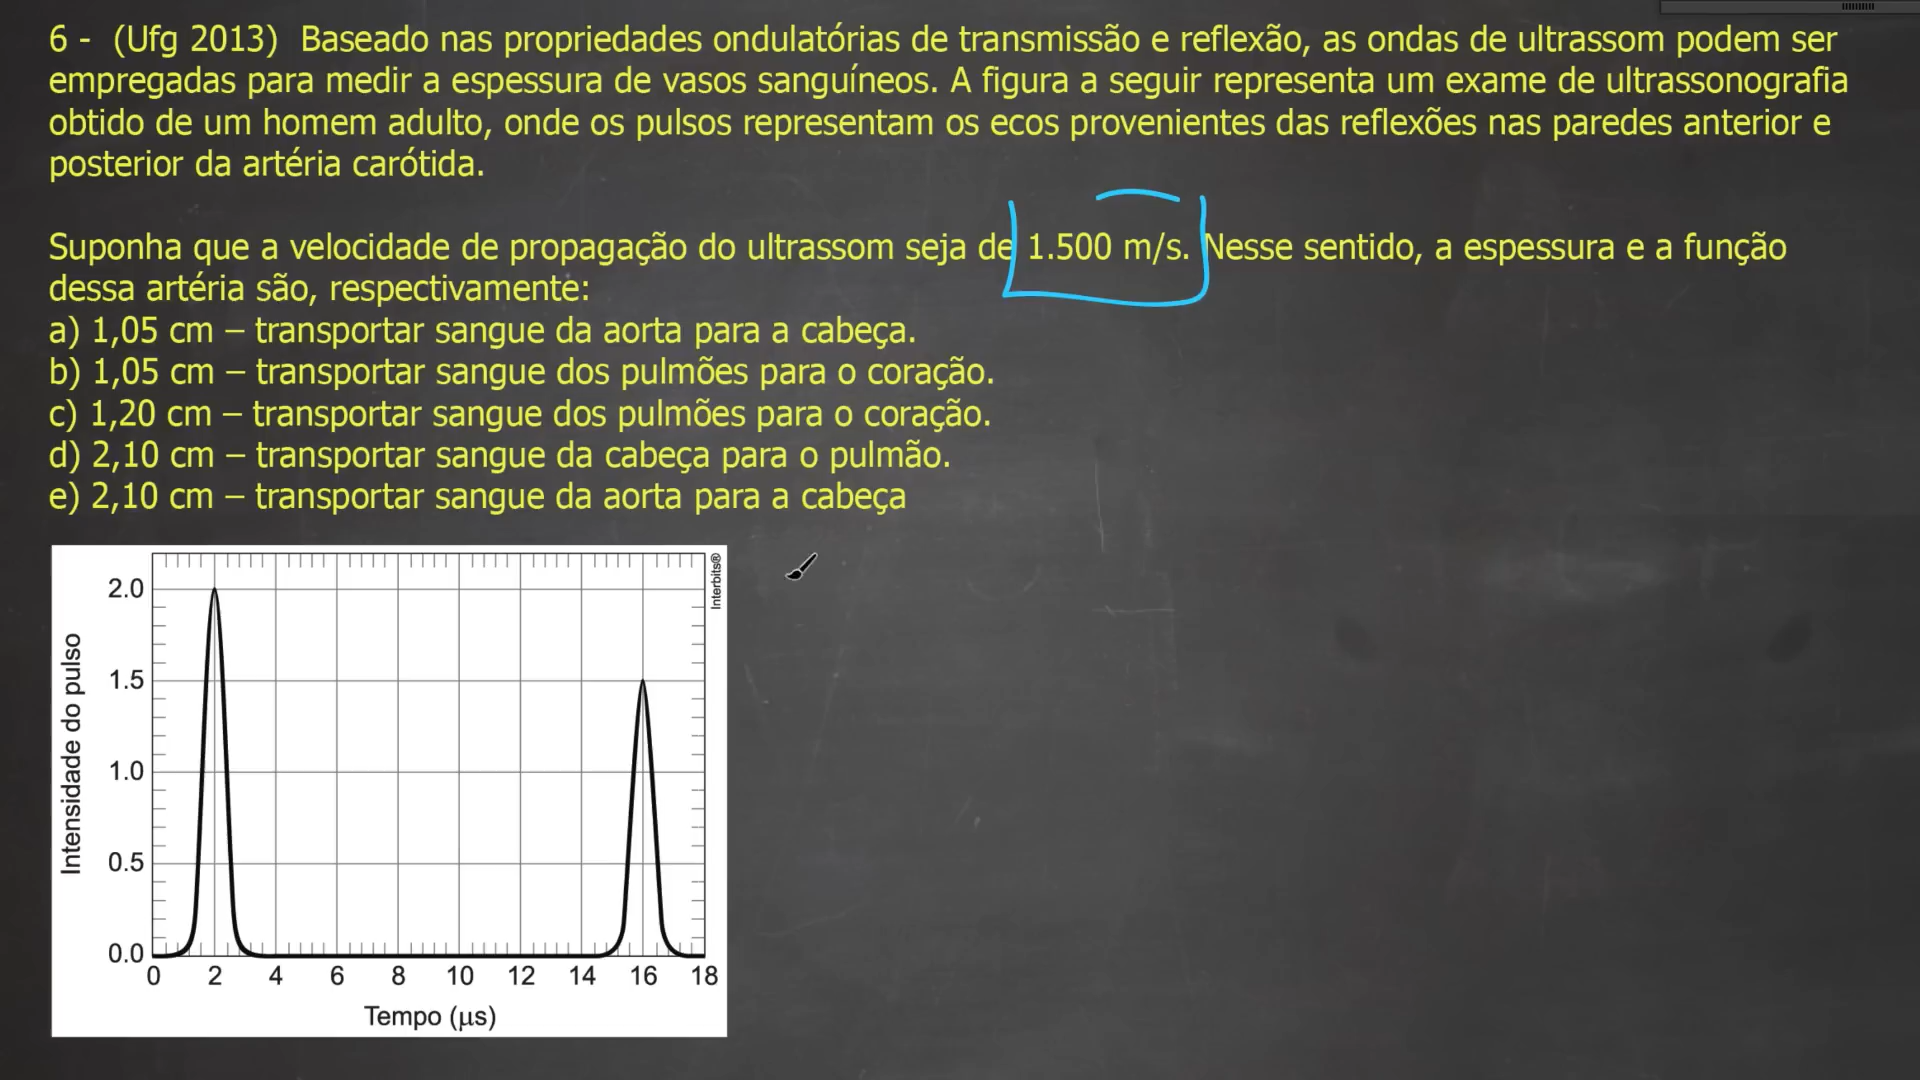 6 - (Ufg 2013) Baseado nas propriedades ondulatórias de transmissão e reflexão, as ondas de ultrassom podem ser
empregadas para medir a espessura de vasos sanguíneos. A figura a seguir representa um exame de ultrassonografia
obtido de um homem adulto, onde os pulsos representam os ecos provenientes das reflexões nas paredes anterior e
posterior da artéria carótida.
Suponha que a velocidade de propagação do ultrassom seja de 1.500 m/s. Nesse sentido, a espessura e a função
dessa artéria são, respectivamente:
a) 1,05 cm – transportar sangue da aorta para a cabeça.
b) 1,05 cm – transportar sangue dos pulmões para o coração.
c) 1,20 cm – transportar sangue dos pulmões para o coração.
d) 2,10 cm – transportar sangue da cabeça para o pulmão.
e) 2,10 cm – transportar sangue da aorta para a cabeça
Interbits®
Intensidade do pulso
2.0
1.5
1.0
0.5
0.0
0 2 4 6 8 10 12 14 16 18
Tempo (μs)